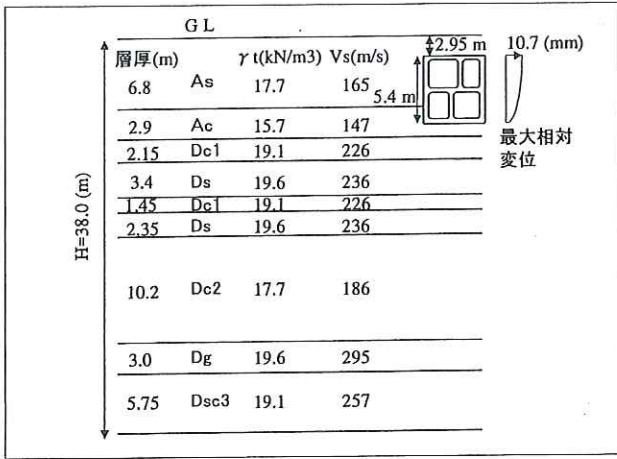 GL
層厚(m) γt(kN/m3) Vs(m/s)
6.8 As 17.7 165
2.9 Ac 15.7 147
2.15 Dc1 19.1 226
3.4 Ds 19.6 236
1.45 Dc1 19.1 226
2.35 Ds 19.6 236
10.2 Dc2 17.7 186
3.0 Dg 19.6 295
5.75 Dsc3 19.1 257
H=38.0 (m)
2.95 m
5.4 m
10.7 (mm)
最大相対
変位